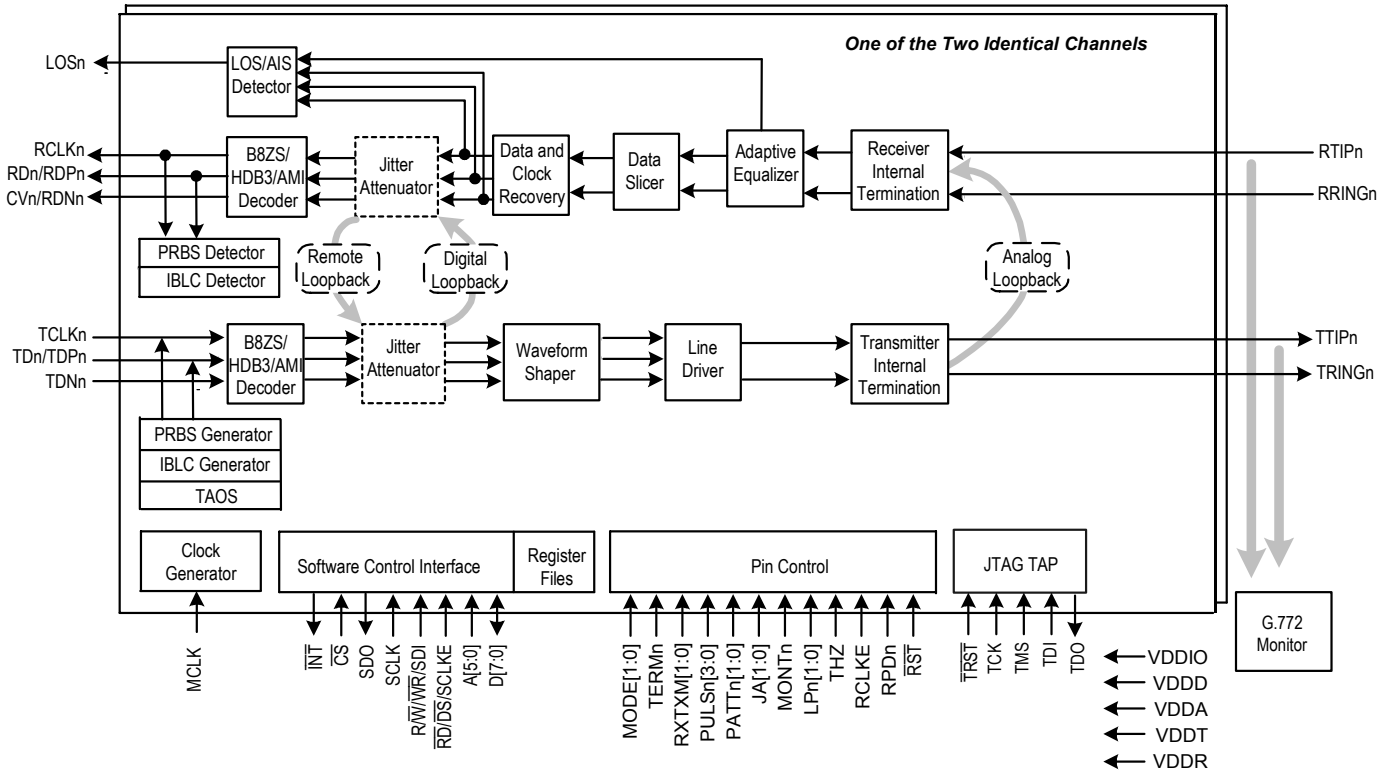 One of the Two Identical Channels
LOSn
LOS/AIS
Detector
RCLKn
RDn/RDPn
CVn/RDNn
B8ZS/
HDB3/AMI
Decoder
Jitter
Attenuator
Data and
Clock
Recovery
Data
Slicer
Adaptive
Equalizer
Receiver
Internal
Termination
RTIPn
RRINGn
PRBS Detector
IBLC Detector
Remote
Loopback
Digital
Loopback
Analog
Loopback
TCLKn
TDn/TDPn
TDNn
B8ZS/
HDB3/AMI
Decoder
Jitter
Attenuator
Waveform
Shaper
Line
Driver
Transmitter
Internal
Termination
TTIPn
TRINGn
PRBS Generator
IBLC Generator
TAOS
Clock
Generator
Software Control Interface
Register
Files
Pin Control
JTAG TAP
G.772
Monitor
MCLK
INT
CS
SDO
SCLK
R/W/WR/SDI
RD/DS/SCLKE
A[5:0]
D[7:0]
MODE[1:0]
TERMn
RXTXM[1:0]
PULSn[3:0]
PATTn[1:0]
JA[1:0]
MONTn
LPn[1:0]
THZ
RCLKE
RPDn
RST
TRST
TCK
TMS
TDI
TDO
VDDIO
VDDD
VDDA
VDDT
VDDR